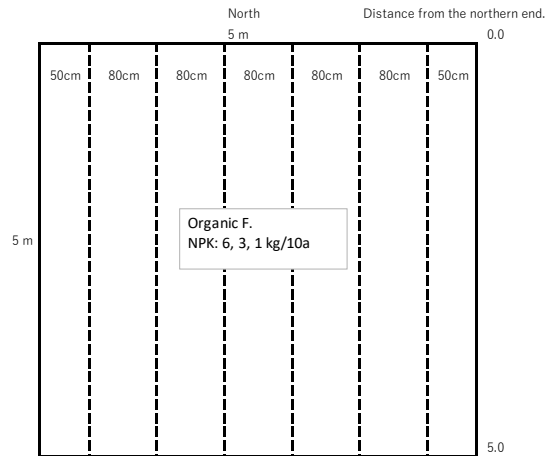 North
Distance from the northern end.
5 m
0.0
50cm 80cm 80cm 80cm 80cm 80cm 50cm
Organic F.
NPK: 6, 3, 1 kg/10a
5 m
5.0